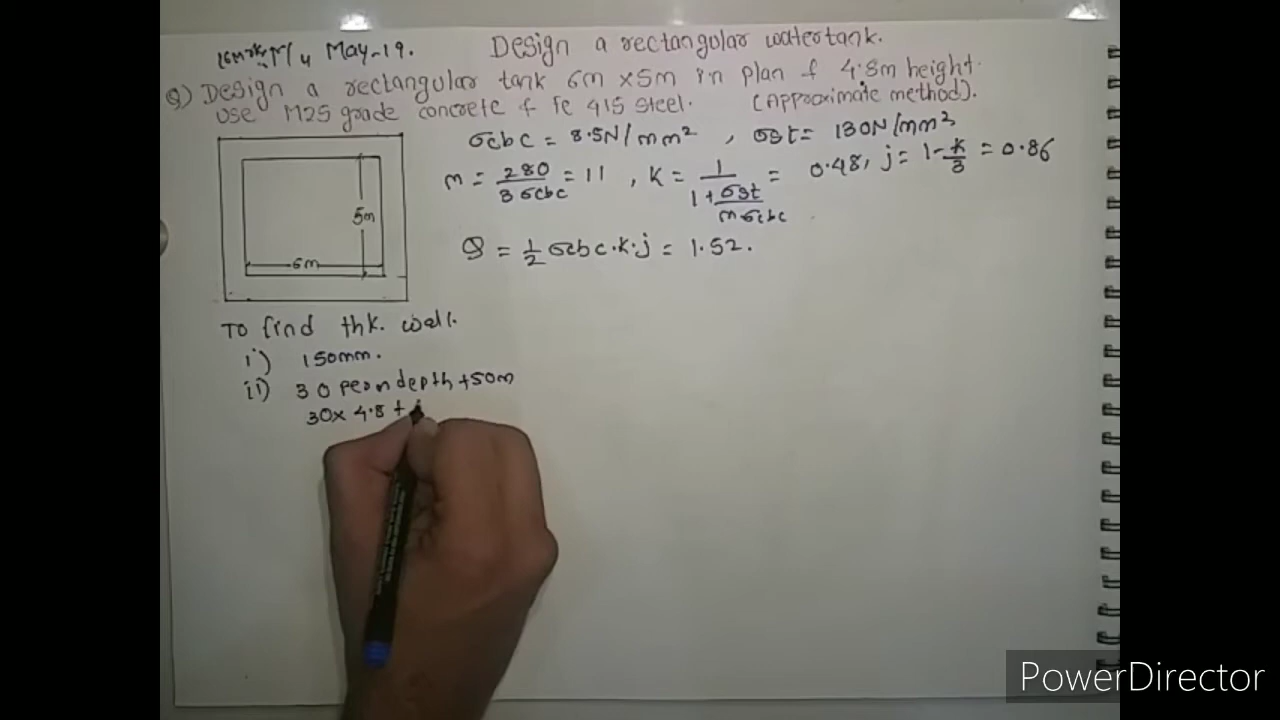 May-19. Design a rectangular watertank.
Q) Design a rectangular tank 6m x 5m in plan & 4.8m height.
Use M25 grade concrete & Fe 415 steel. (Approximate method).
σcbc = 8.5N/mm², σst = 130N/mm²
m = 280/3σcbc = 11, K = 1/(1+σst/mσcbc) = 0.48, j = 1-K/3 = 0.86
Q = 1/2 σcbc.k.j = 1.52.
5m
6m
To find thk. wall.
i) 150mm.
ii) 30 per m depth +50m
30x 4.8 +
PowerDirector